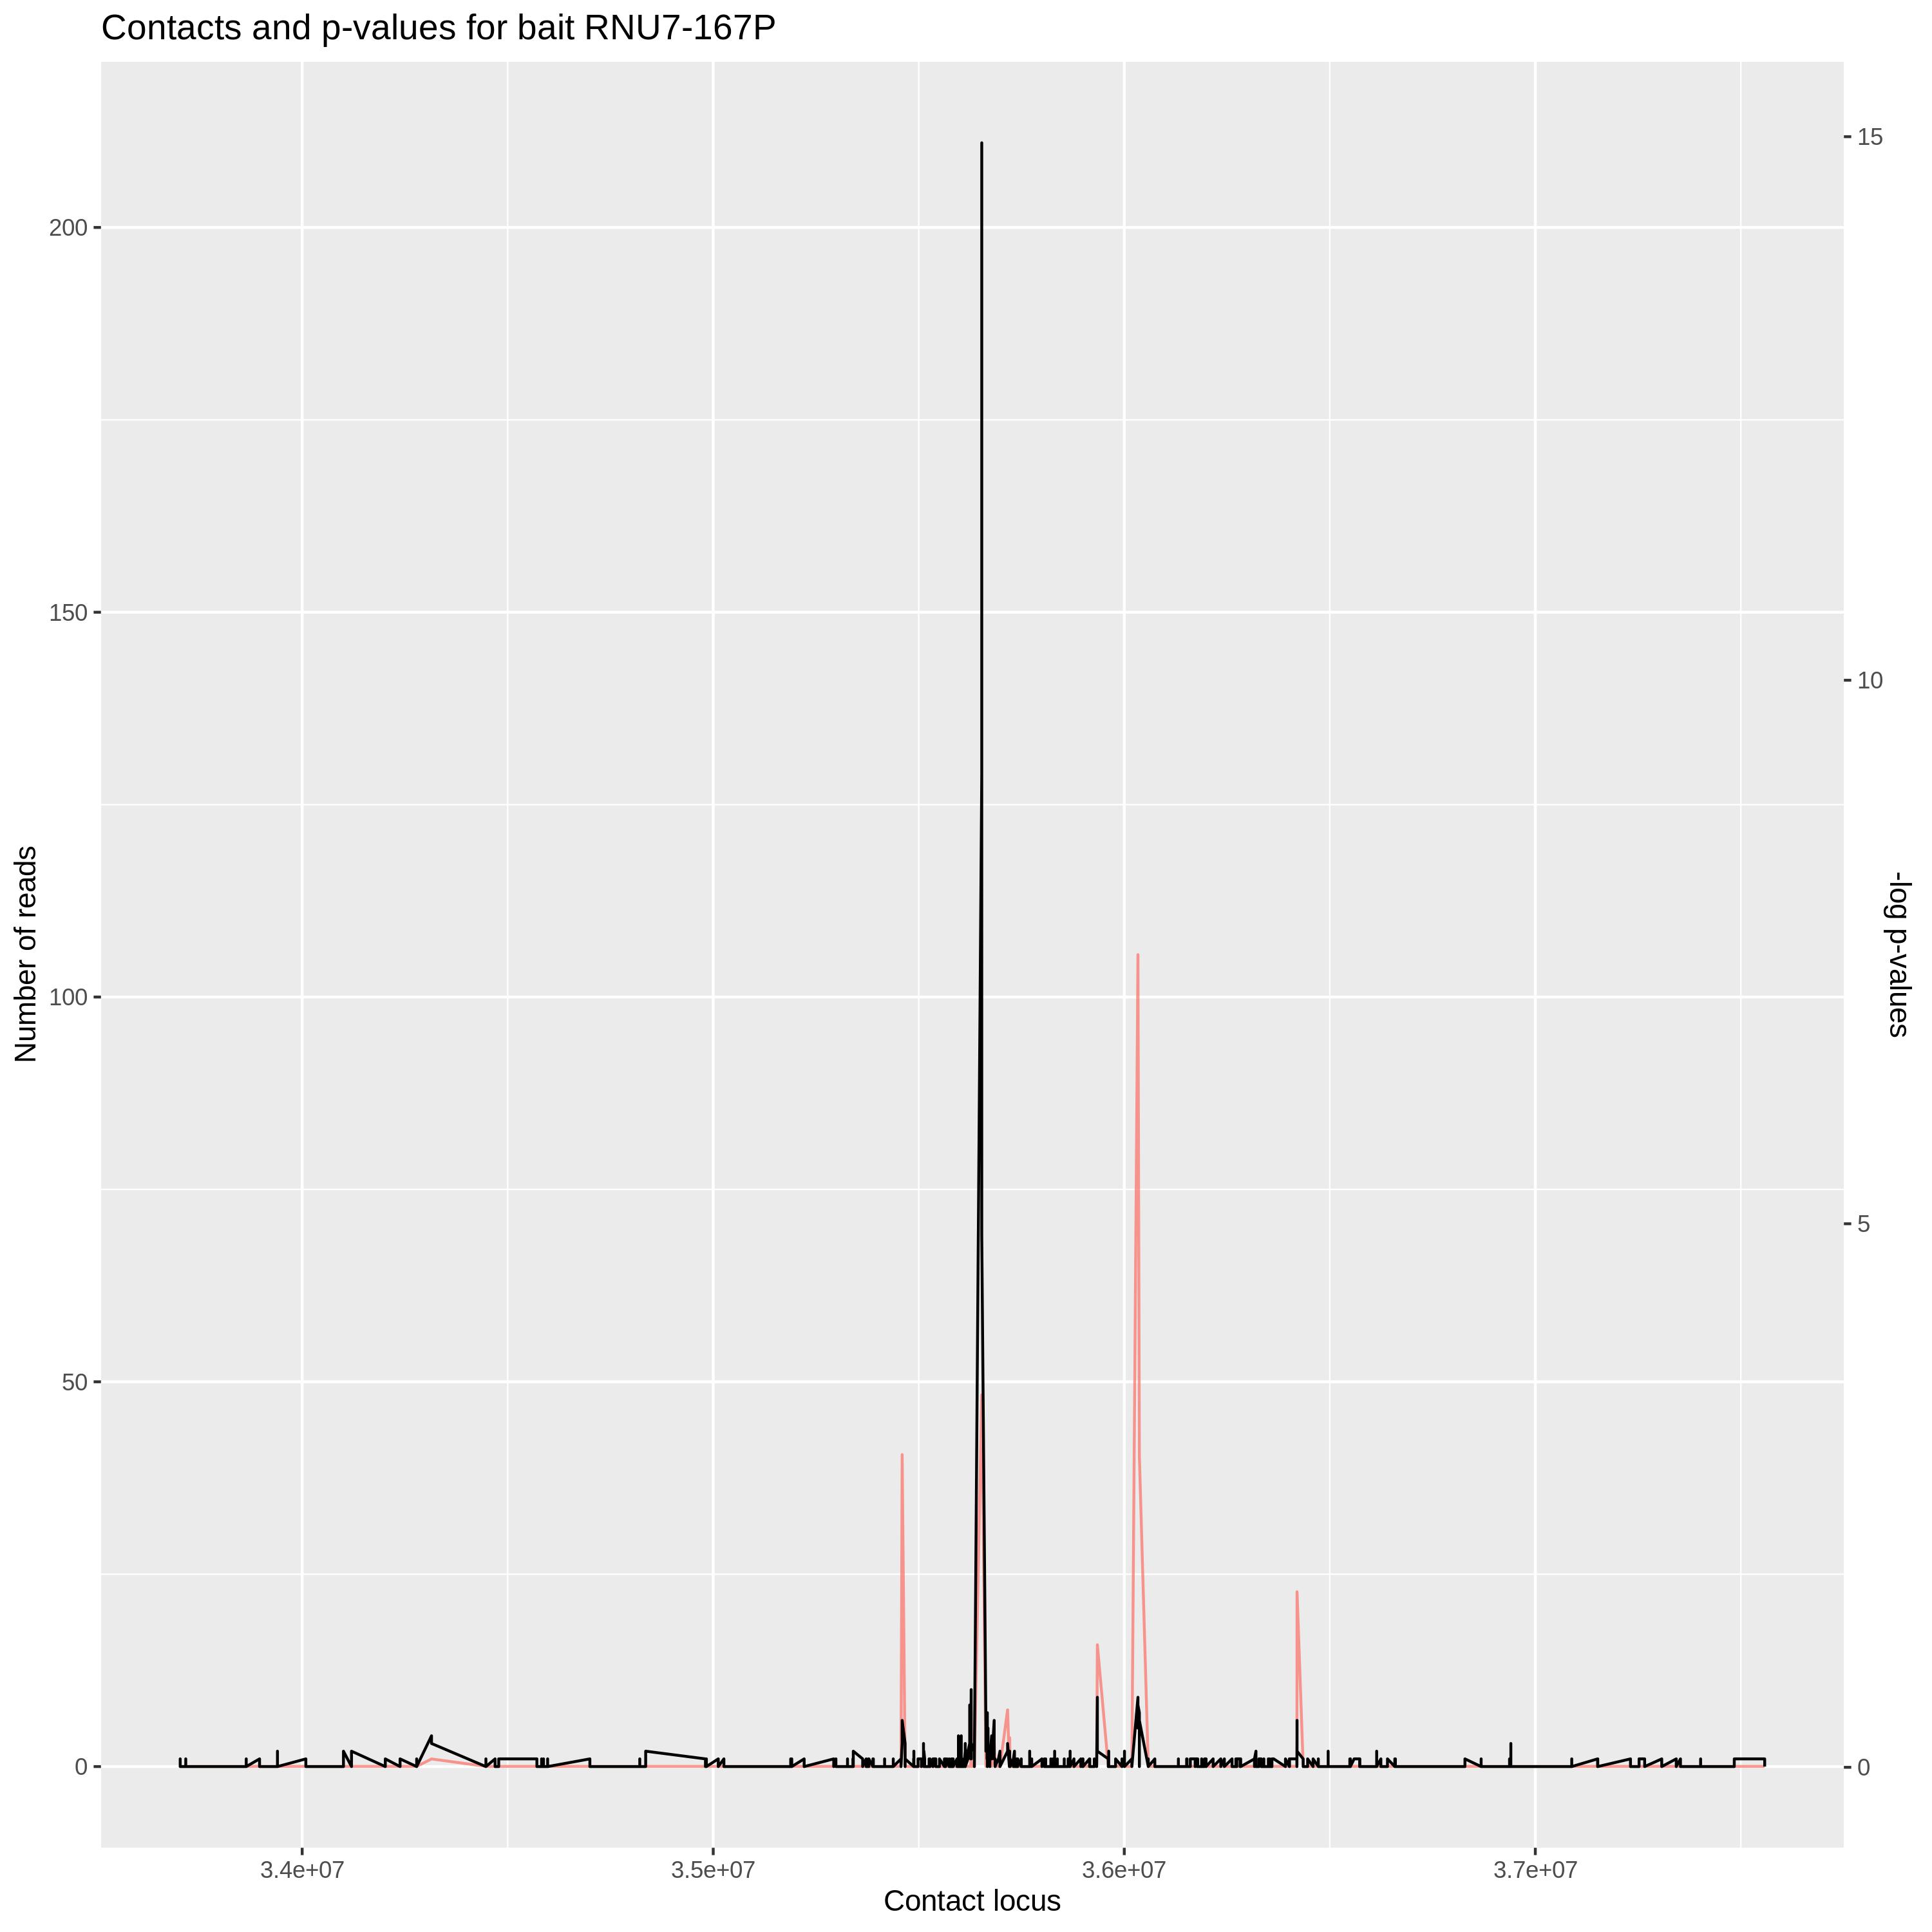 Contacts and p-values for bait RNU7-167P
200
150
100
50
0
Number of reads
15
10
5
0
-log p-values
3.4e+07
3.5e+07
3.6e+07
3.7e+07
Contact locus